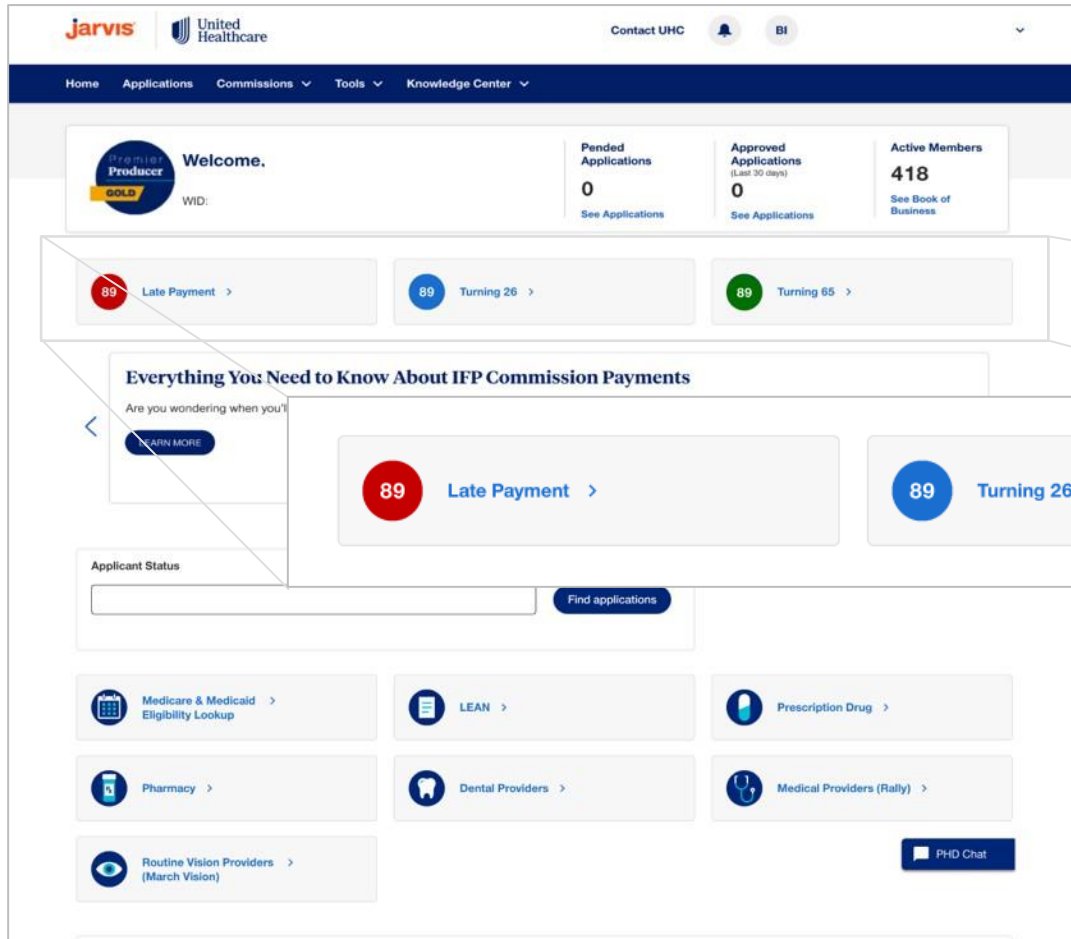 jarvis
United
Healthcare
Contact UHC
BI
Home Applications Commissions Tools Knowledge Center
Premier
Producer
GOLD
Welcome,
WID:
Pended
Applications
0
See Applications
Approved
Applications
(Last 30 days)
0
See Applications
Active Members
418
See Book of
Business
89 Late Payment >
89 Turning 26 >
89 Turning 65 >
Everything You Need to Know About IFP Commission Payments
Are you wondering when you'll
LEARN MORE
89 Late Payment >
89 Turning 26
Applicant Status
Find applications
Medicare & Medicaid >
Eligibility Lookup
LEAN >
Prescription Drug >
Pharmacy >
Dental Providers >
Medical Providers (Rally) >
Routine Vision Providers >
(March Vision)
PHD Chat